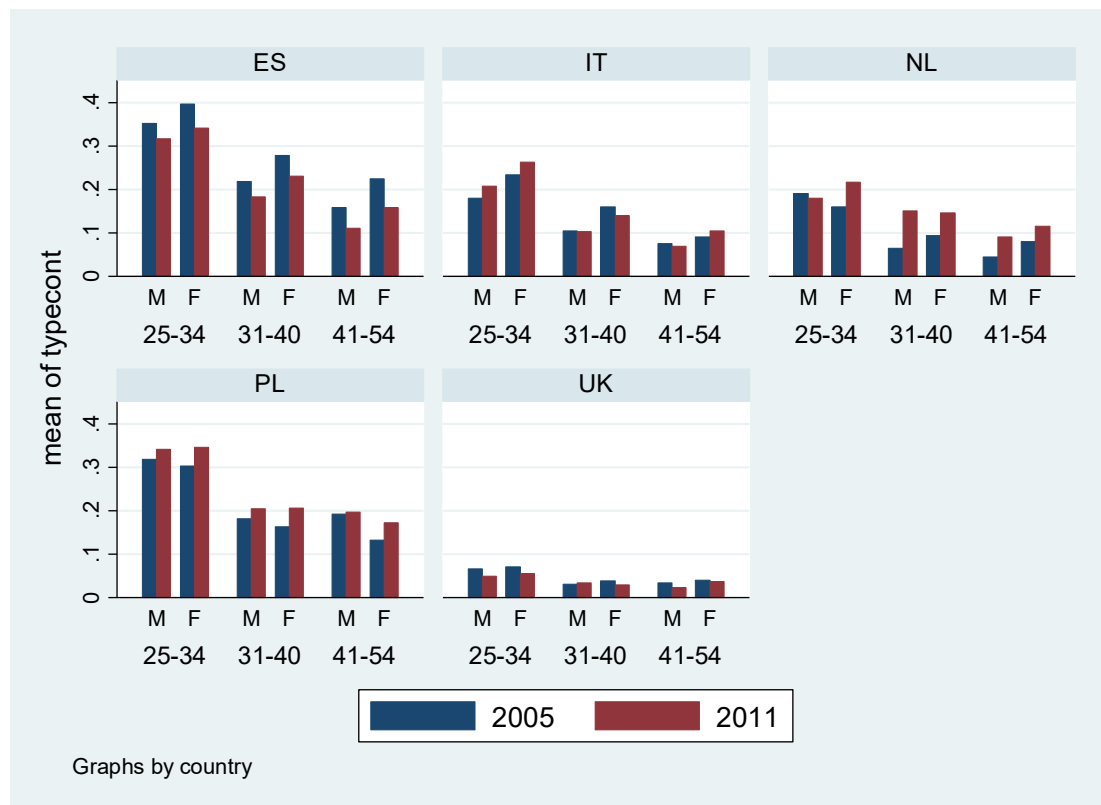 mean of typecont
ES IT NL
.4
.3
.2
.1
0
M F M F M F M F M F M F M F M F M F
25-34 31-40 41-54 25-34 31-40 41-54 25-34 31-40 41-54
PL UK
.4
.3
.2
.1
0
M F M F M F M F M F M F
25-34 31-40 41-54 25-34 31-40 41-54
2005 2011
Graphs by country